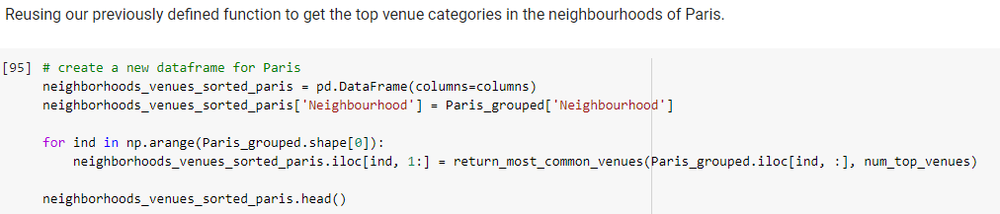 Reusing our previously defined function to get the top venue categories in the neighbourhoods of Paris.
[95] # create a new dataframe for Paris
neighborhoods_venues_sorted_paris = pd.DataFrame(columns=columns)
neighborhoods_venues_sorted_paris['Neighbourhood'] = Paris_grouped['Neighbourhood']
for ind in np.arange(Paris_grouped.shape[0]):
neighborhoods_venues_sorted_paris.iloc[ind, 1:] = return_most_common_venues(Paris_grouped.iloc[ind, :], num_top_venues)
neighborhoods_venues_sorted_paris.head()